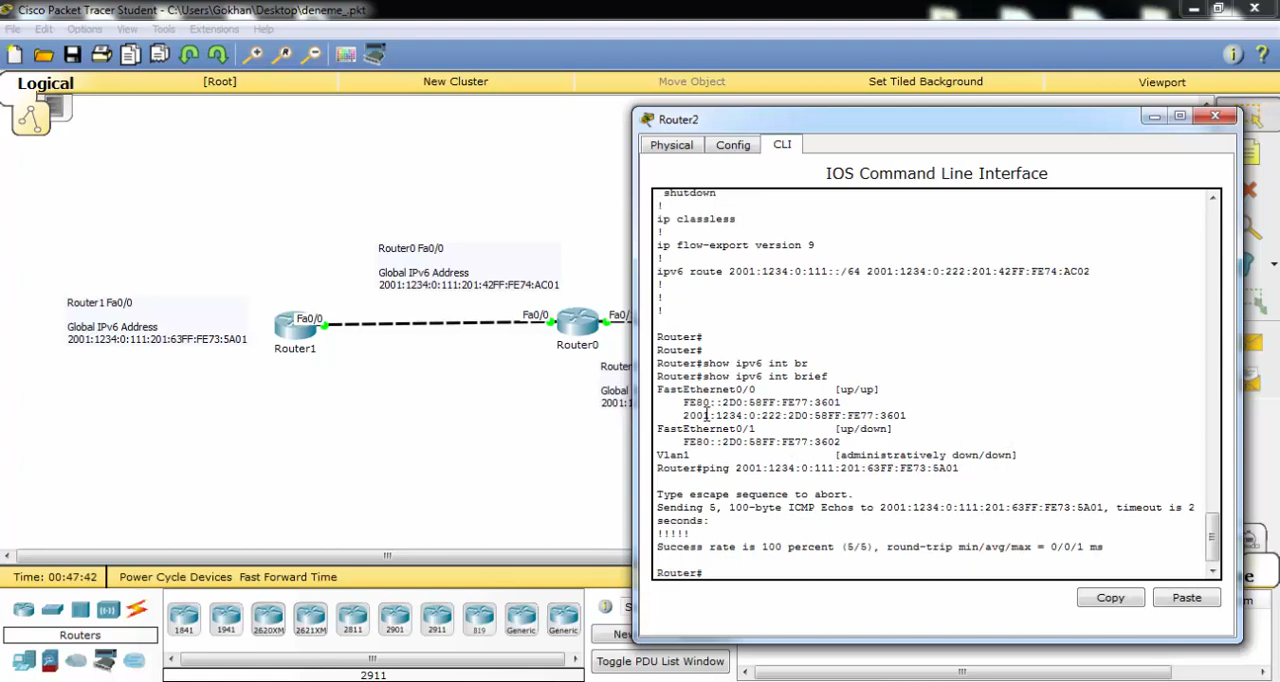 Cisco Packet Tracer Student - C:\Users\Gokhan\Desktop\deneme_.pkt
File Edit Options View Tools Extensions Help
Logical [Root] New Cluster Move Object Set Tiled Background Viewport
Router0 Fa0/0
Global IPv6 Address
2001:1234:0:111:201:42FF:FE74:AC01
Router1 Fa0/0
Global IPv6 Address
2001:1234:0:111:201:63FF:FE73:5A01
Fa0/0
Router1
Fa0/0
Fa0/
Router0
Router
Global
2001:1
Router2
Physical Config CLI
IOS Command Line Interface
shutdown
!
ip classless
!
ip flow-export version 9
!
ipv6 route 2001:1234:0:111::/64 2001:1234:0:222:201:42FF:FE74:AC02
!
!
!
Router#
Router#
Router#show ipv6 int br
Router#show ipv6 int brief
FastEthernet0/0 [up/up]
FE80::2D0:58FF:FE77:3601
2001:1234:0:222:2D0:58FF:FE77:3601
FastEthernet0/1 [up/down]
FE80::2D0:58FF:FE77:3602
Vlan1 [administratively down/down]
Router#ping 2001:1234:0:111:201:63FF:FE73:5A01
Type escape sequence to abort.
Sending 5, 100-byte ICMP Echos to 2001:1234:0:111:201:63FF:FE73:5A01, timeout is 2
seconds:
!!!!!
Success rate is 100 percent (5/5), round-trip min/avg/max = 0/0/1 ms
Router#
Copy Paste
Time: 00:47:42 Power Cycle Devices Fast Forward Time
1841 1941 2620XM 2621XM 2811 2901 2911 819 Generic Generic
Routers
2911
New
Toggle PDU List Window